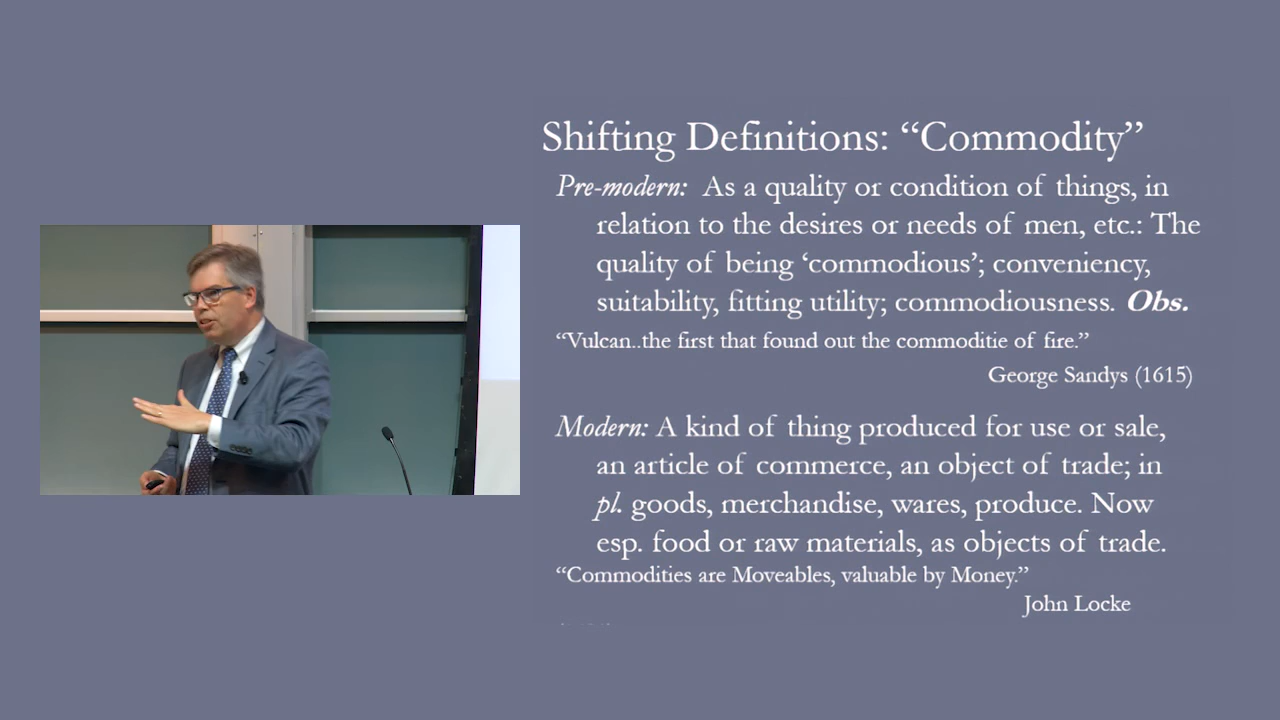 Shifting Definitions: “Commodity”
Pre-modern: As a quality or condition of things, in
relation to the desires or needs of men, etc.: The
quality of being ‘commodious’; conveniency,
suitability, fitting utility; commodiousness. Obs.
“Vulcan..the first that found out the commoditie of fire.”
George Sandys (1615)
Modern: A kind of thing produced for use or sale,
an article of commerce, an object of trade; in
pl. goods, merchandise, wares, produce. Now
esp. food or raw materials, as objects of trade.
“Commodities are Moveables, valuable by Money.”
John Locke